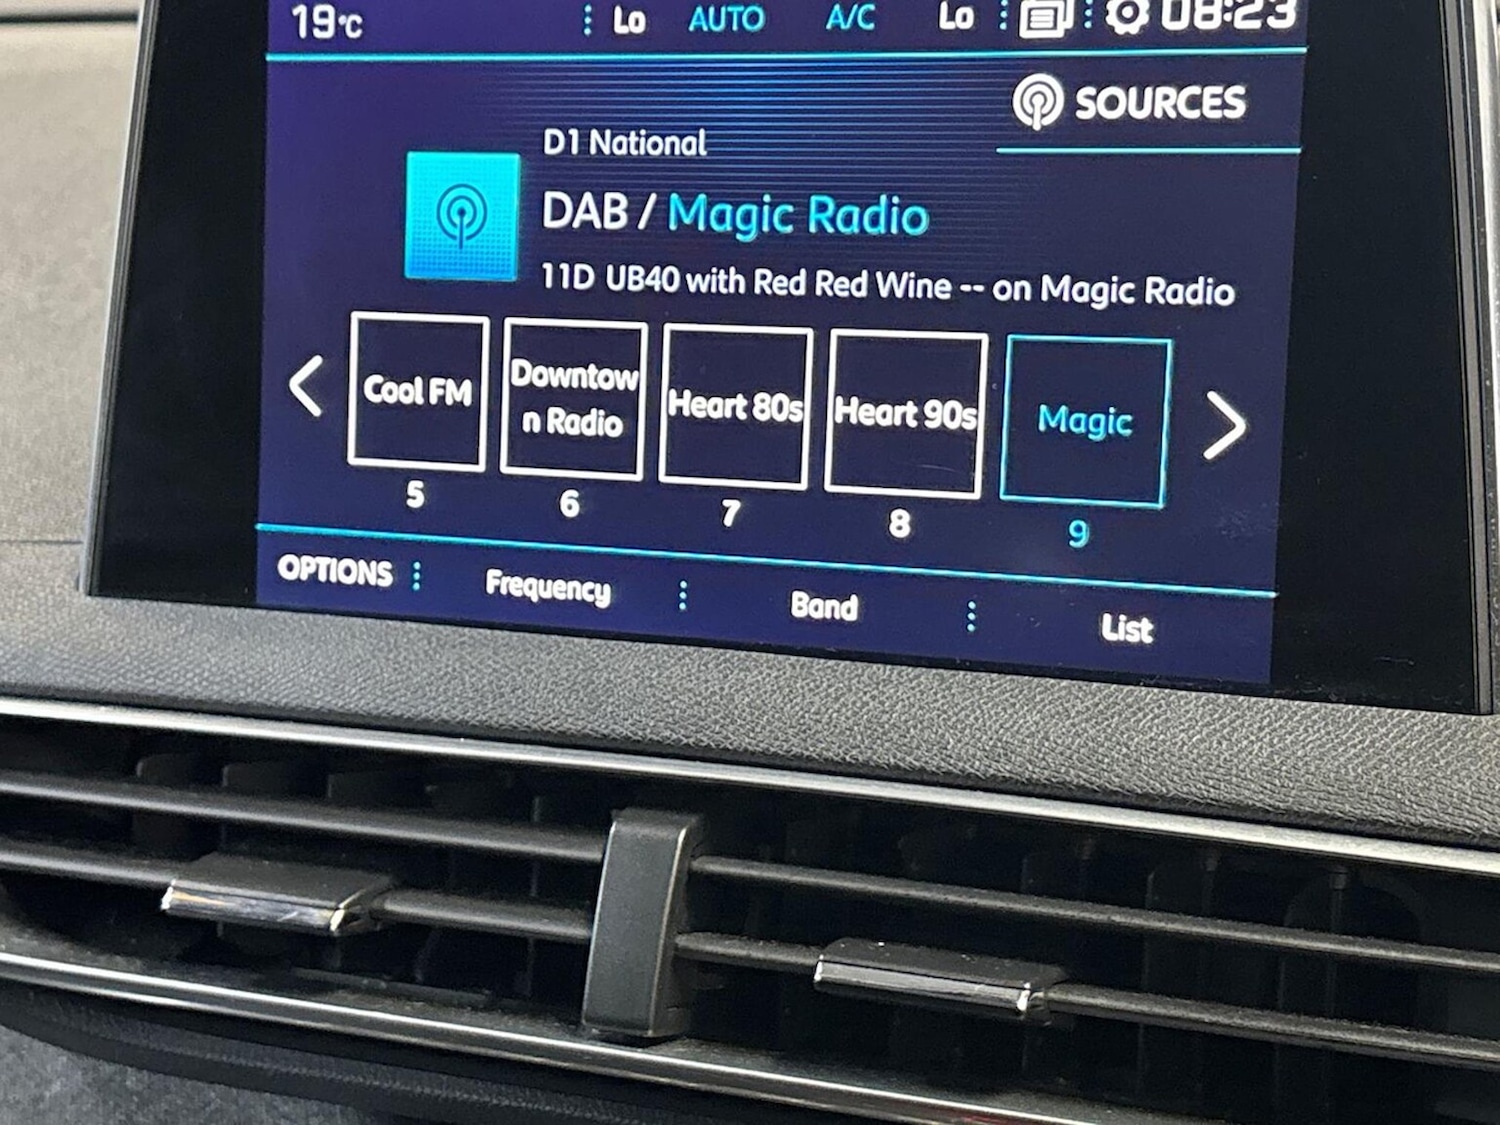 19°C Lo AUTO A/C Lo 08:23
SOURCES
D1 National
DAB / Magic Radio
11D UB40 with Red Red Wine -- on Magic Radio
Cool FM
Downtow
n Radio
Heart 80s
Heart 90s
Magic
5 6 7 8 9
OPTIONS Frequency Band List